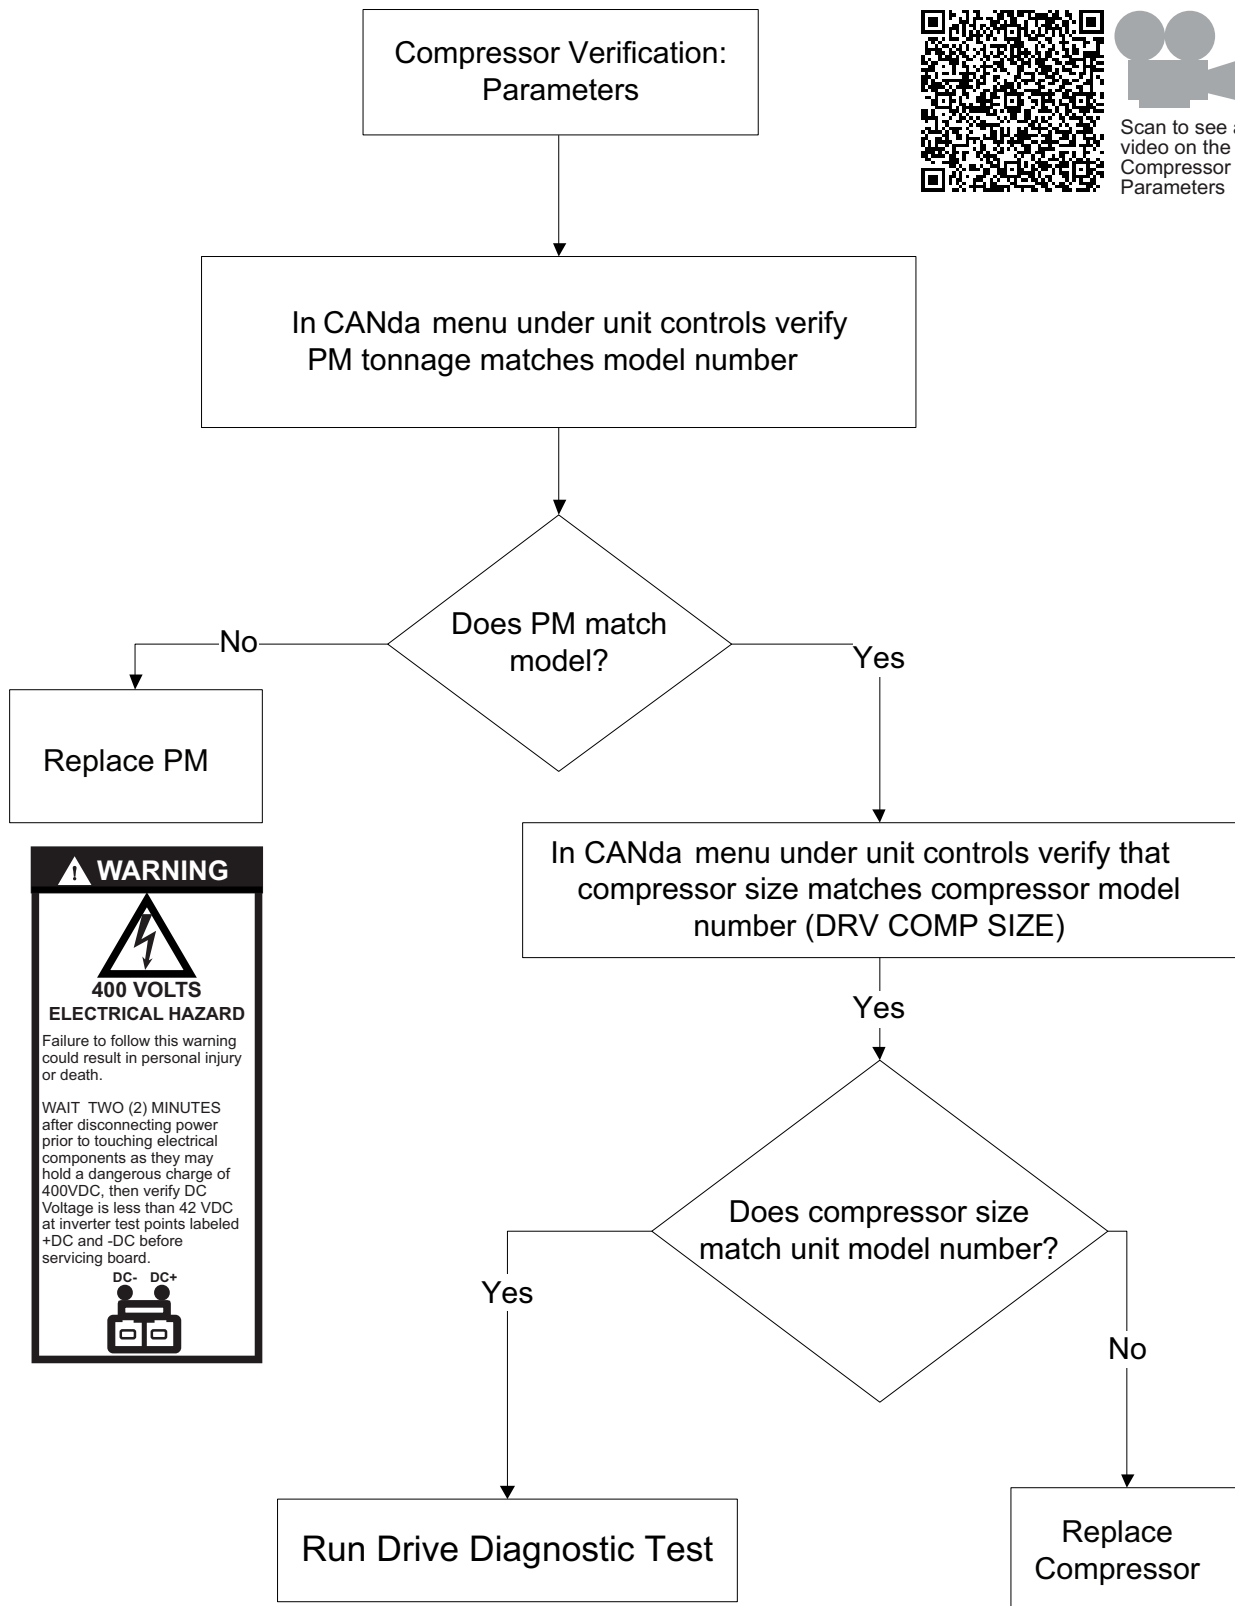 Compressor Verification:
Parameters
Scan to see a
video on the
Compressor
Parameters
In CANda menu under unit controls verify
PM tonnage matches model number
Does PM match
model?
No
Yes
Replace PM
In CANda menu under unit controls verify that
compressor size matches compressor model
number (DRV COMP SIZE)
! WARNING
400 VOLTS
ELECTRICAL HAZARD
Failure to follow this warning
could result in personal injury
or death.
WAIT TWO (2) MINUTES
after disconnecting power
prior to touching electrical
components as they may
hold a dangerous charge of
400VDC, then verify DC
Voltage is less than 42 VDC
at inverter test points labeled
+DC and -DC before
servicing board.
DC- DC+
Yes
Does compressor size
match unit model number?
Yes
No
Run Drive Diagnostic Test
Replace
Compressor